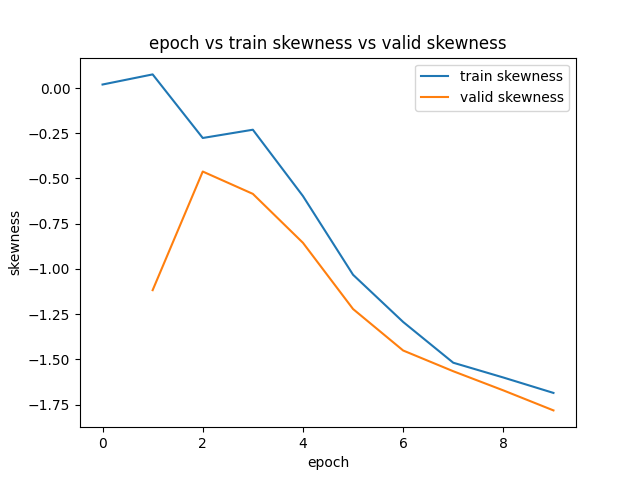 epoch vs train skewness vs valid skewness
train skewness
valid skewness
skewness
0.00
−0.25
−0.50
−0.75
−1.00
−1.25
−1.50
−1.75
0 2 4 6 8
epoch